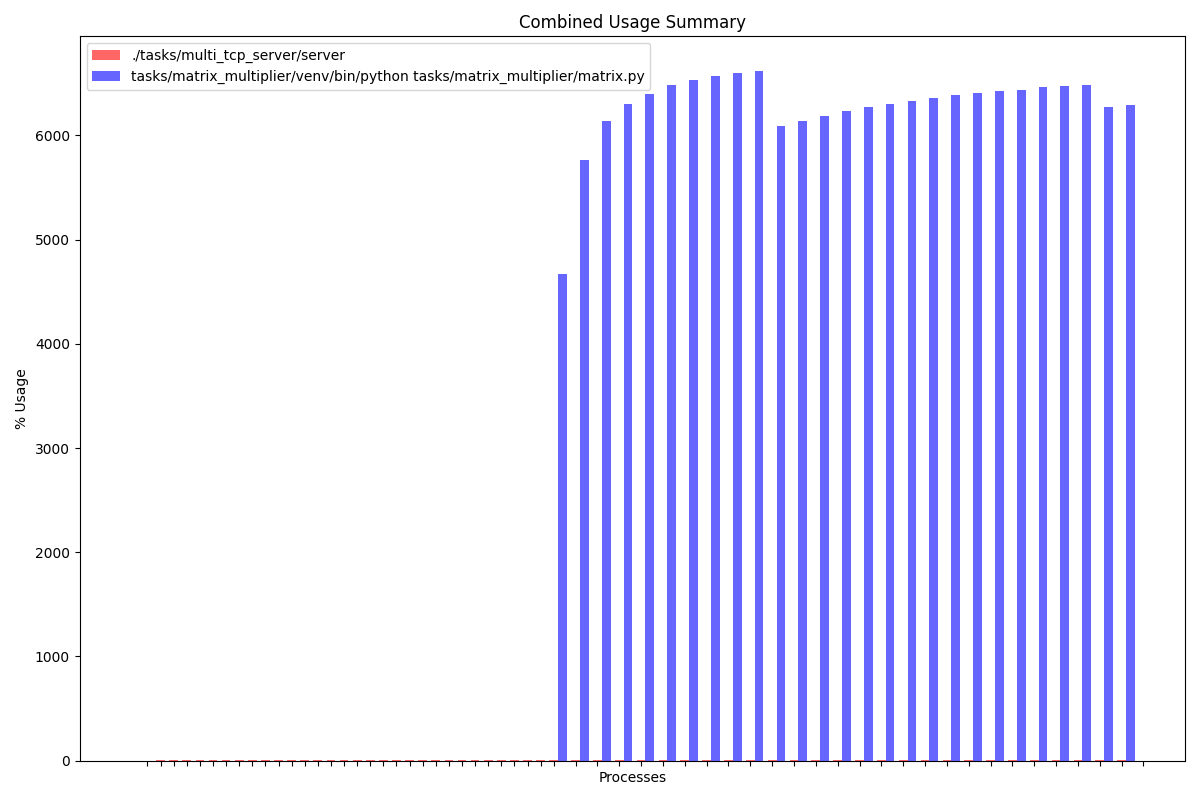 Combined Usage Summary
./tasks/multi_tcp_server/server
tasks/matrix_multiplier/venv/bin/python tasks/matrix_multiplier/matrix.py
6000
5000
4000
3000
2000
1000
0
% Usage
Processes